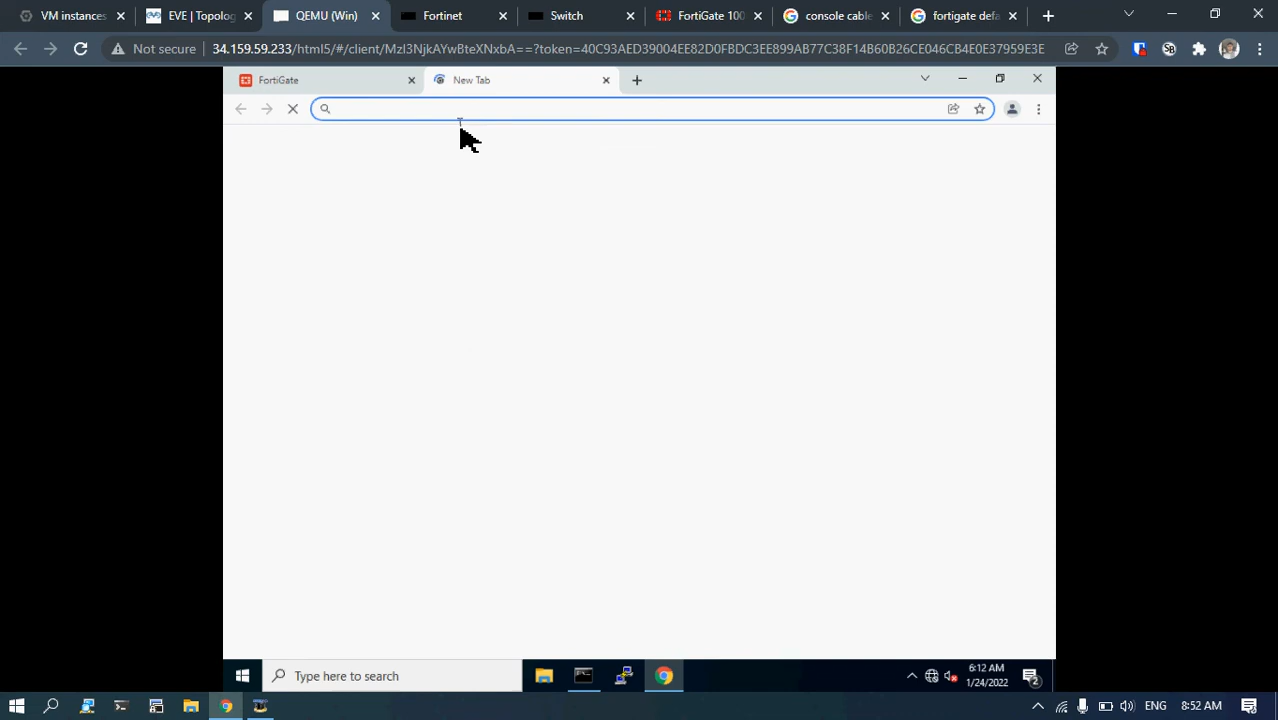 VM instances
EVE | Topolog
QEMU (Win)
Fortinet
Switch
FortiGate 100
console cable
fortigate defa
Not secure
34.159.59.233/html5/#/client/MzI3NjkAYwBteXNxbA==?token=40C93AED39004EE82D0FBDC3EE899AB77C38F14B60B26CE046CB4E0E37959E3E
FortiGate
New Tab
Type here to search
6:12 AM
1/24/2022
2
ENG
8:52 AM